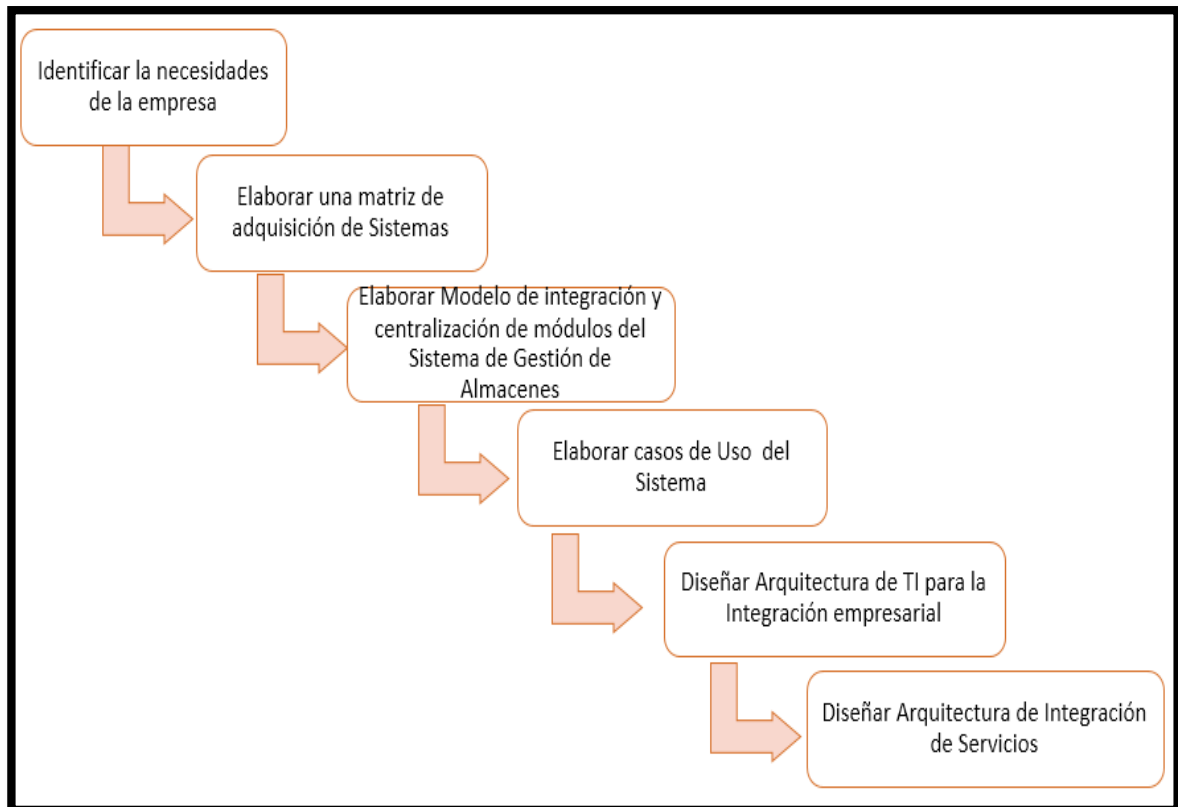 Identificar la necesidades
de la empresa
Elaborar una matriz de
adquisición de Sistemas
Elaborar Modelo de integración y
centralización de módulos del
Sistema de Gestión de
Almacenes
Elaborar casos de Uso del
Sistema
Diseñar Arquitectura de TI para la
Integración empresarial
Diseñar Arquitectura de Integración
de Servicios